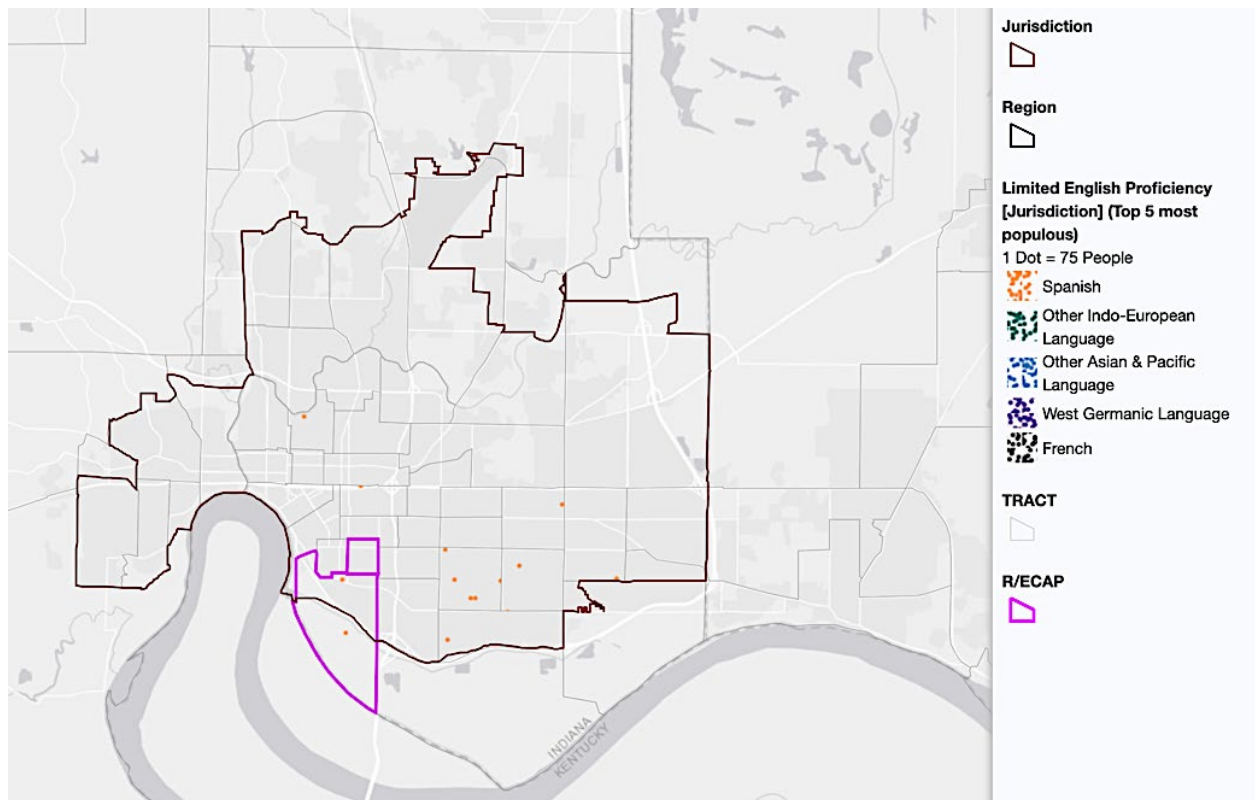 Jurisdiction
Region
Limited English Proficiency
[Jurisdiction] (Top 5 most
populous)
1 Dot = 75 People
Spanish
Other Indo-European
Language
Other Asian & Pacific
Language
West Germanic Language
French
TRACT
R/ECAP
INDIANA
KENTUCKY